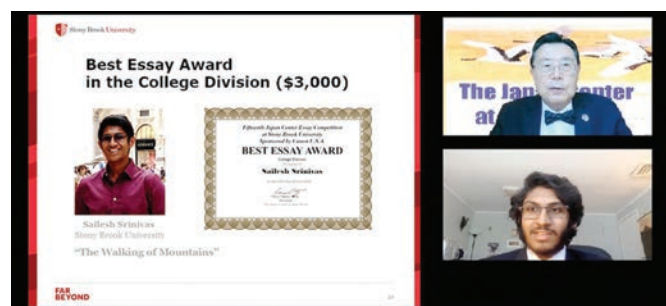 Stony Brook University
Best Essay Award
in the College Division ($3,000)
Fifteenth Japan Center Essay Competition
at Stony Brook University
Sponsored by Canon U.S.A.
BEST ESSAY AWARD
College Division
Sailesh Srinivas
Sailesh Srinivas
Stony Brook University
"The Walking of Mountains"
FAR
BEYOND
The Japan Center
at